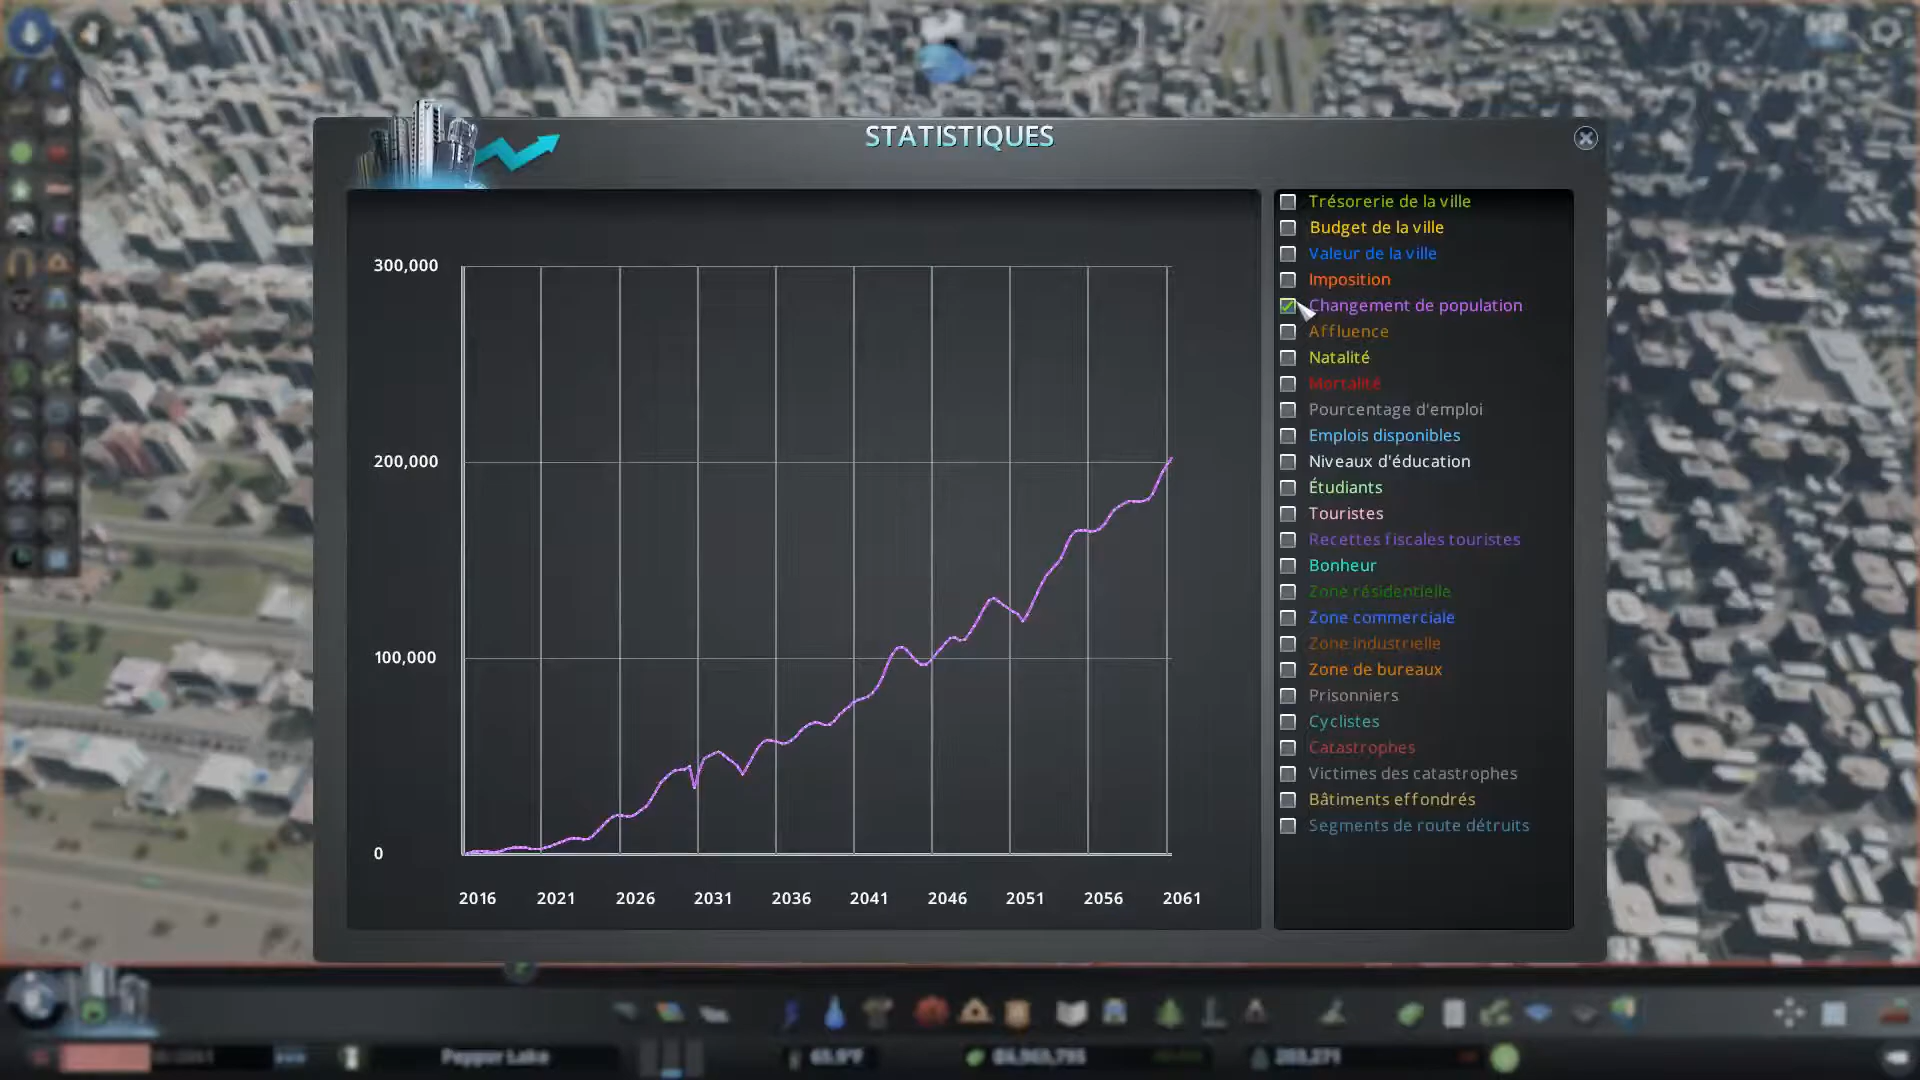 STATISTIQUES
300,000
200,000
100,000
0
2016 2021 2026 2031 2036 2041 2046 2051 2056 2061
Trésorerie de la ville
Budget de la ville
Valeur de la ville
Imposition
Changement de population
Affluence
Natalité
Mortalité
Pourcentage d'emploi
Emplois disponibles
Niveaux d'éducation
Étudiants
Touristes
Recettes fiscales touristes
Bonheur
Zone résidentielle
Zone commerciale
Zone industrielle
Zone de bureaux
Prisonniers
Cyclistes
Catastrophes
Victimes des catastrophes
Bâtiments effondrés
Segments de route détruits
Pepper Lake